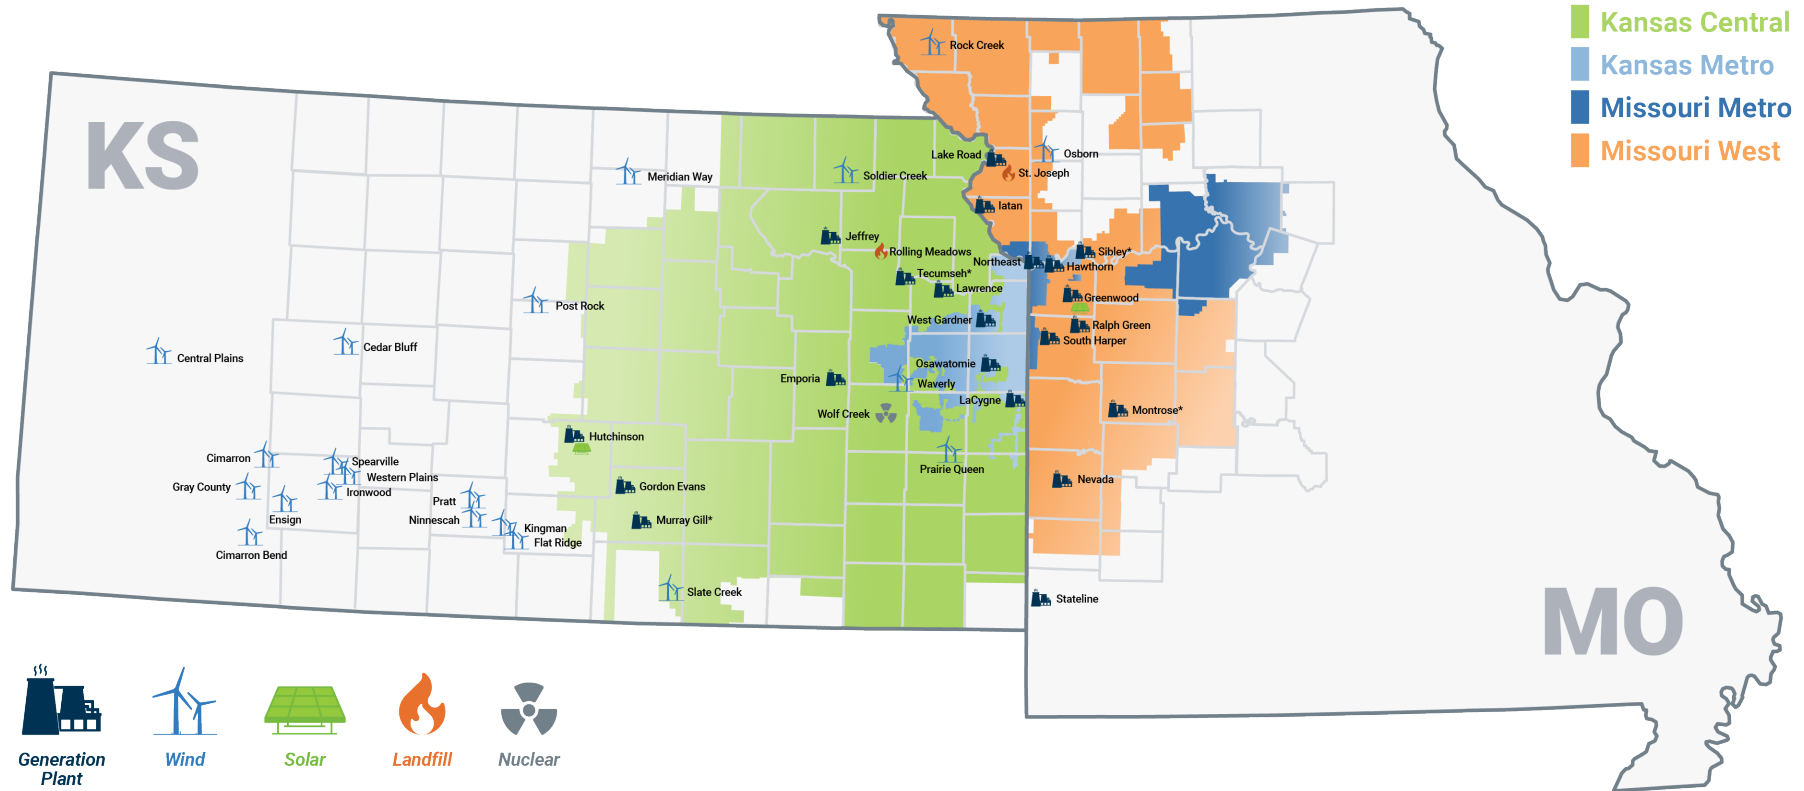 Kansas Central
Kansas Metro
Missouri Metro
Missouri West
KS
MO
Rock Creek
Lake Road
Osborn
St. Joseph
Meridian Way
Soldier Creek
Iatan
Jeffrey
Rolling Meadows
Sibley*
Northeast
Hawthorn
Tecumseh*
Lawrence
Greenwood
Post Rock
West Gardner
Ralph Green
South Harper
Central Plains
Cedar Bluff
Osawatomie
Emporia
Waverly
LaCygne
Wolf Creek
Montrose*
Hutchinson
Cimarron
Spearville
Prairie Queen
Western Plains
Nevada
Gray County
Ironwood
Gordon Evans
Pratt
Ensign
Ninnescah
Murray Gill*
Kingman
Flat Ridge
Cimarron Bend
Slate Creek
Stateline
Generation
Plant
Wind
Solar
Landfill
Nuclear